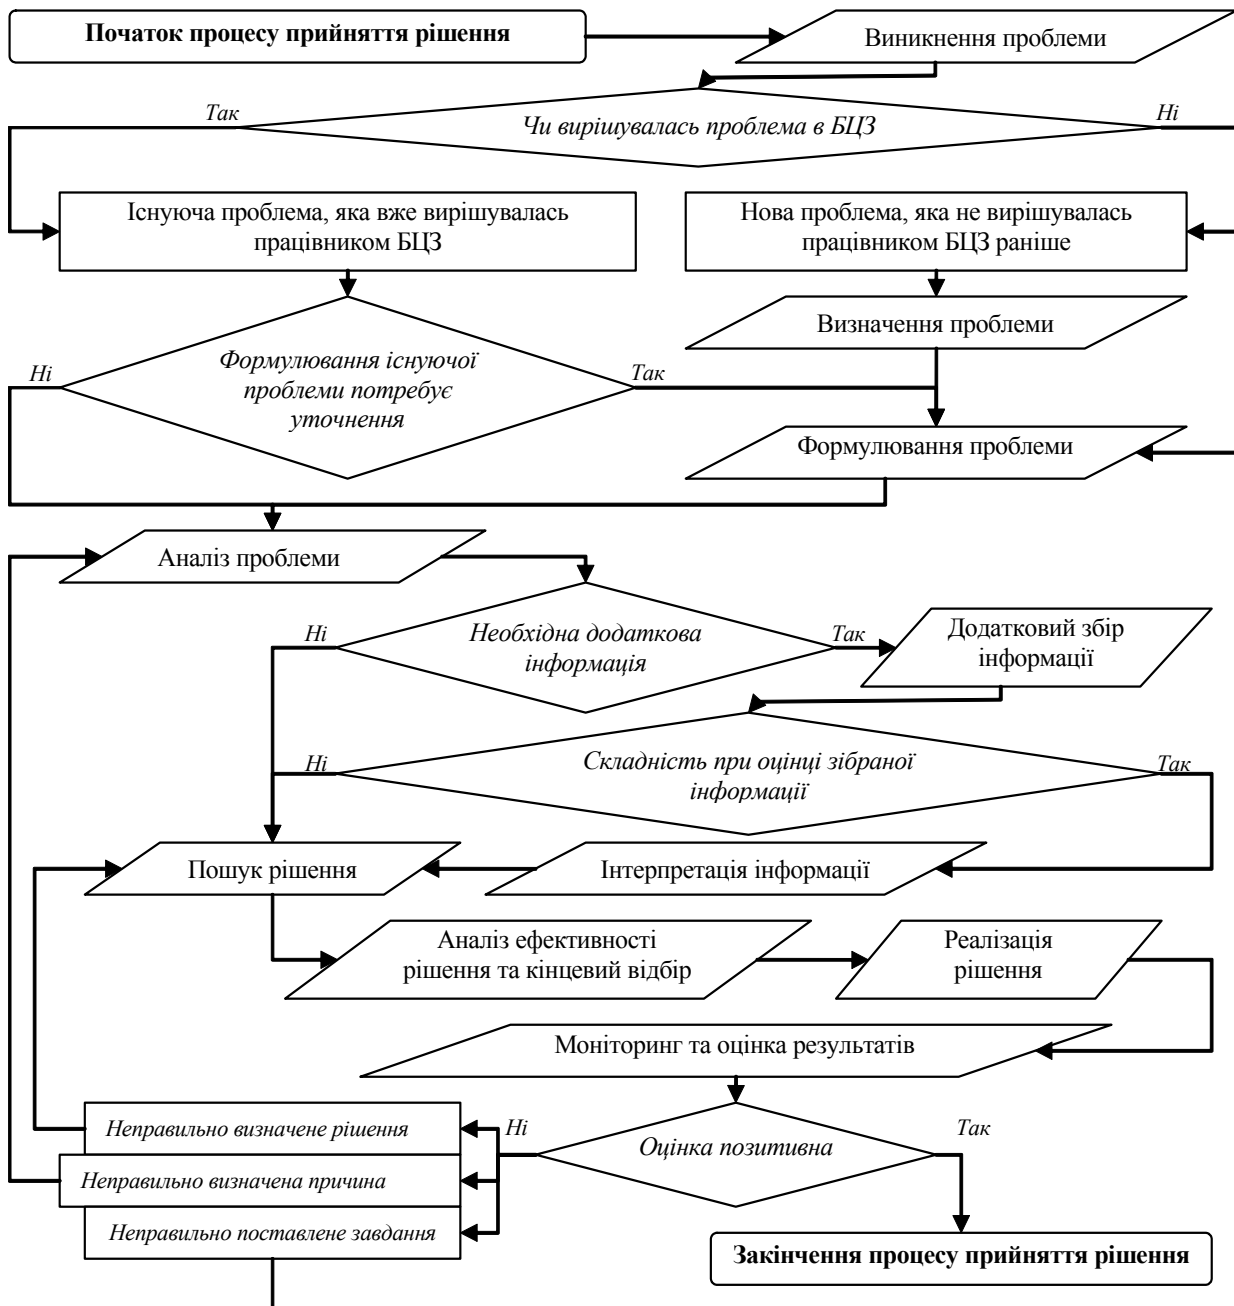 Початок процесу прийняття рішення
Виникнення проблеми
Так
Ні
Чи вирішувалась проблема в БЦЗ
Існуюча проблема, яка вже вирішувалась
працівником БЦЗ
Нова проблема, яка не вирішувалась
працівником БЦЗ раніше
Визначення проблеми
Формулювання існуючої
проблеми потребує
уточнення
Ні
Так
Формулювання проблеми
Аналіз проблеми
Ні
Необхідна додаткова
інформація
Так
Додатковий збір
інформації
Ні
Складність при оцінці зібраної
інформації
Так
Пошук рішення
Інтерпретація інформації
Аналіз ефективності
рішення та кінцевий відбір
Реалізація
рішення
Моніторинг та оцінка результатів
Неправильно визначене рішення
Ні
Оцінка позитивна
Так
Неправильно визначена причина
Неправильно поставлене завдання
Закінчення процесу прийняття рішення